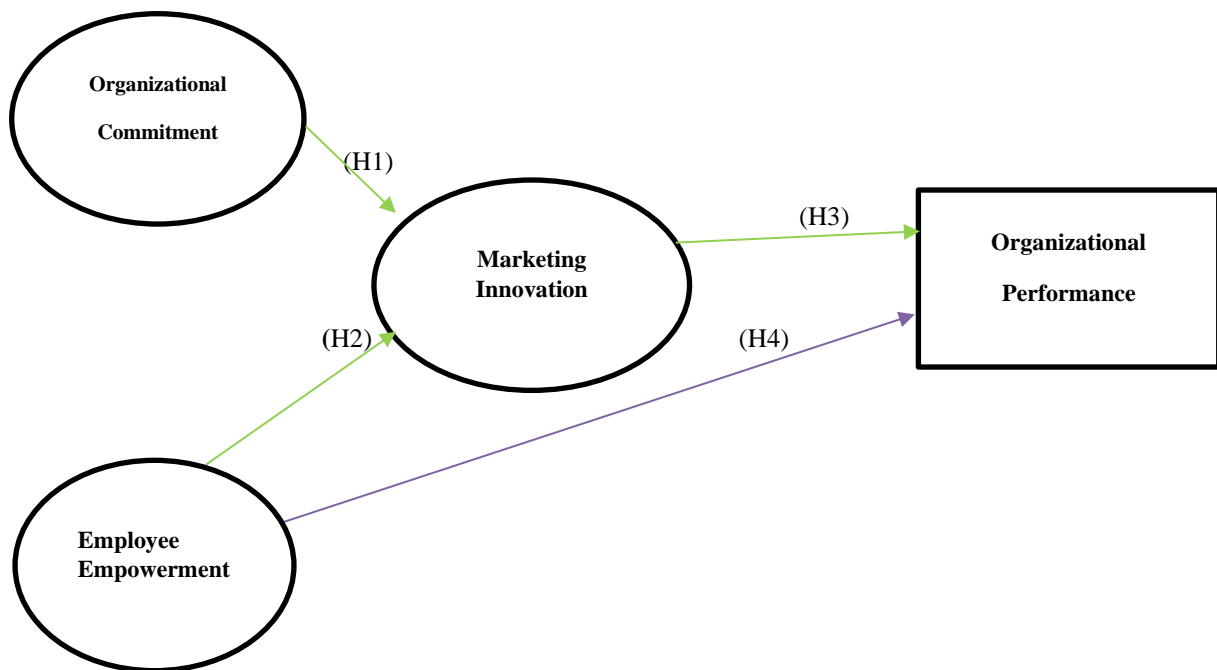 Organizational
Commitment
(H1)
Marketing
Innovation
(H3)
Organizational
Performance
(H2)
(H4)
Employee
Empowerment